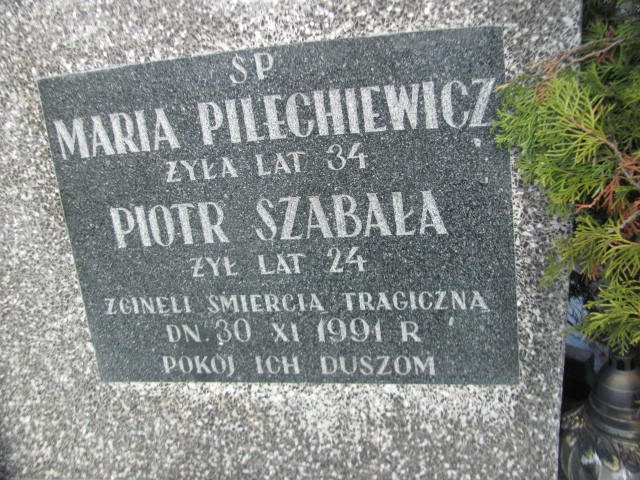 SP
MARIA PILECHIEWICZ
ŻYŁA LAT 34
PIOTR SZABAŁA
ŻYŁ LAT 24
ZGINELI ŚMIERCIĄ TRAGICZNĄ
DN. 30 XI 1991 R
POKÓJ ICH DUSZOM